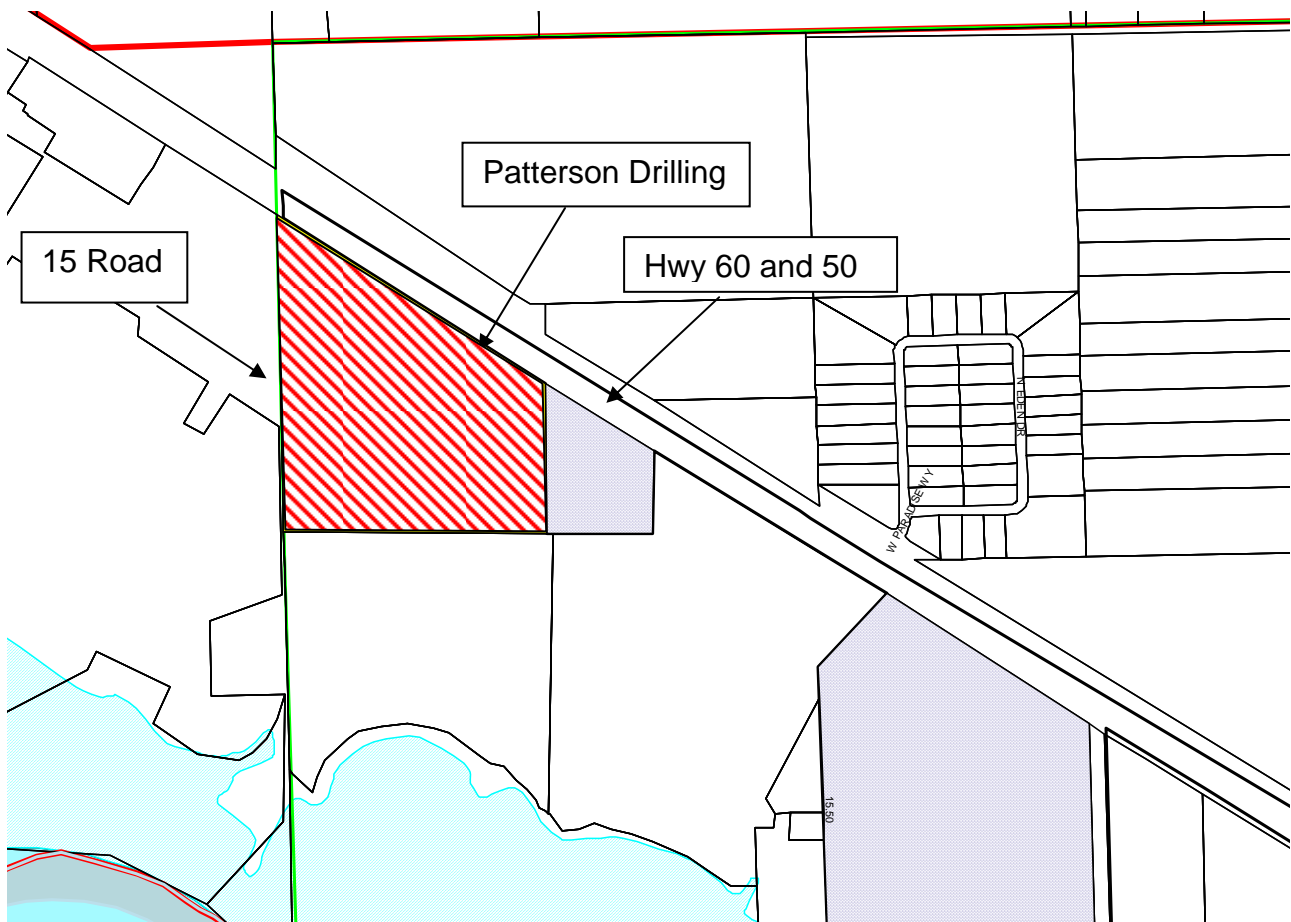 Patterson Drilling
15 Road
Hwy 60 and 50
N EDEN DR
W PARADISE WY
15.50